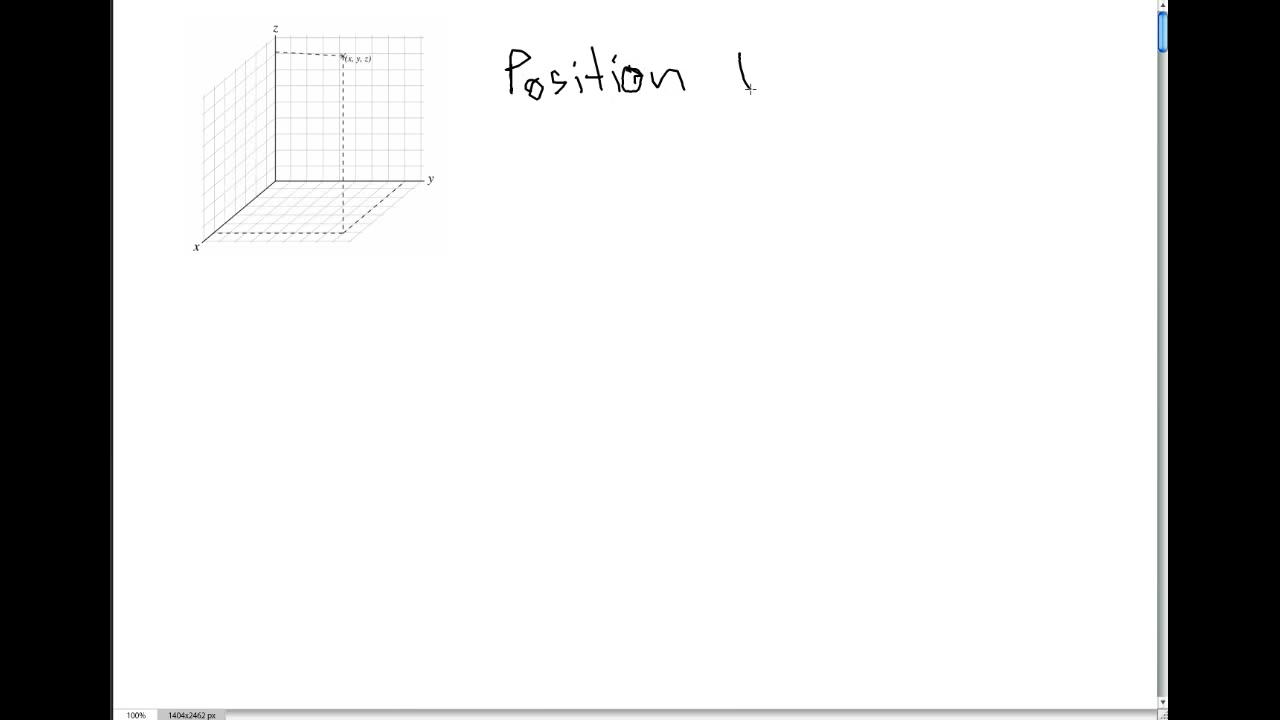 z
(x, y, z)
Position
y
x
100% 1404x2462 px